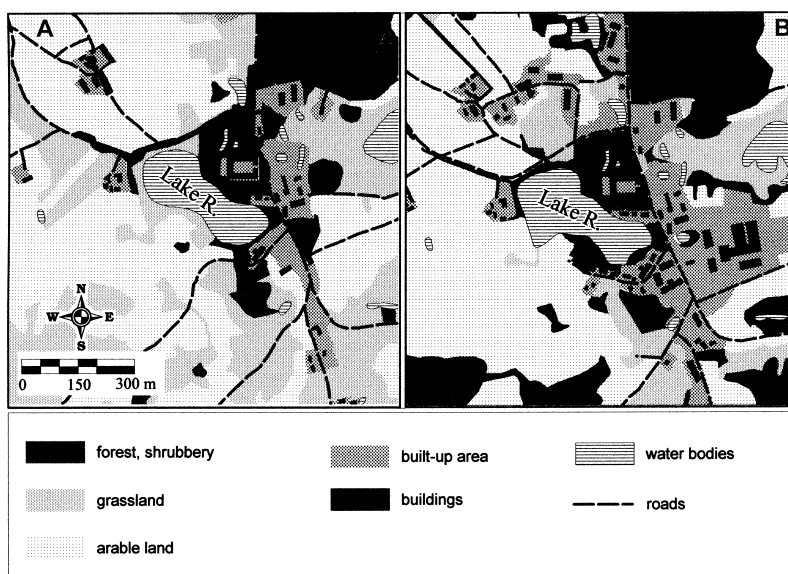 A
B
Lake R.
Lake R.
N
W E
S
0 150 300 m
forest, shrubbery
built-up area
water bodies
grassland
buildings
roads
arable land